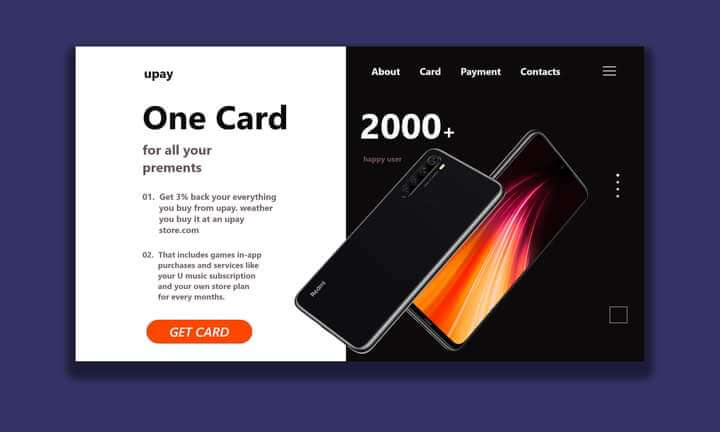 upay
About Card Payment Contacts
One Card
for all your
prements
01. Get 3% back your everything
you buy from upay. weather
you buy it at an upay
store.com
02. That includes games in-app
purchases and services like
your U music subscription
and your own store plan
for every months.
GET CARD
2000+
happy user
Redmi